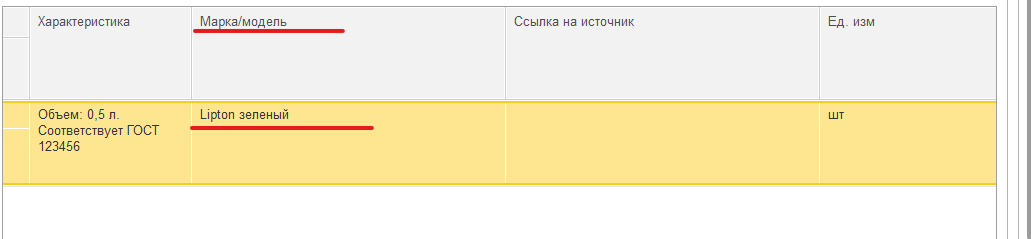 Характеристика
Марка/модель
Ссылка на источник
Ед. изм
Объем: 0,5 л.
Соответствует ГОСТ
123456
Lipton зеленый
шт